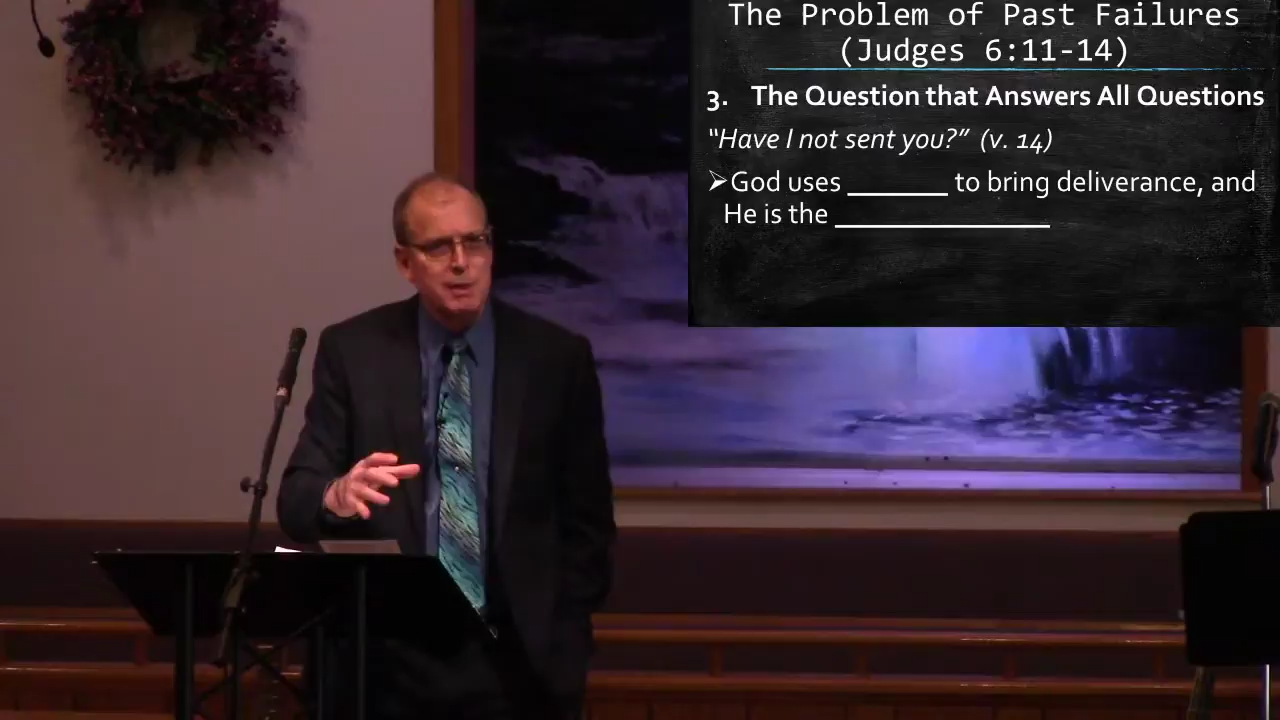 The Problem of Past Failures
(Judges 6:11-14)
3. The Question that Answers All Questions
“Have I not sent you?” (v. 14)
➢God uses _______ to bring deliverance, and
He is the _______________